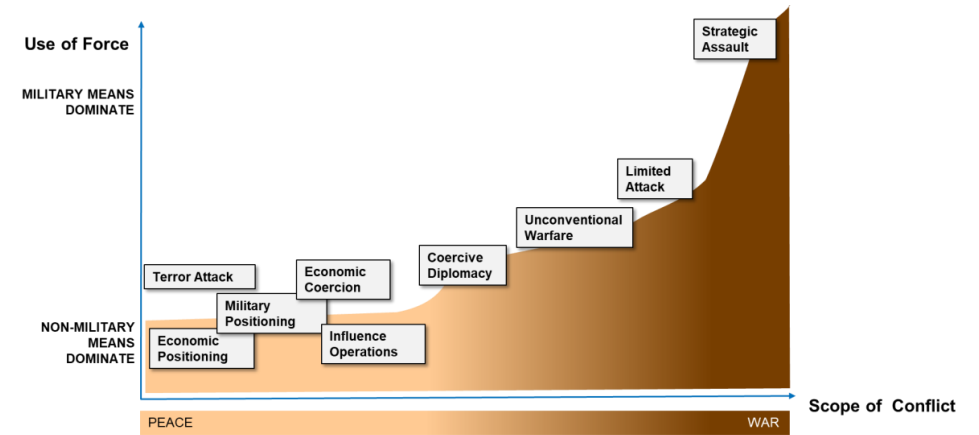 Use of Force
MILITARY MEANS
DOMINATE
NON-MILITARY
MEANS
DOMINATE
Terror Attack
Economic
Positioning
Military
Positioning
Economic
Coercion
Influence
Operations
Coercive
Diplomacy
Unconventional
Warfare
Limited
Attack
Strategic
Assault
Scope of Conflict
PEACE
WAR